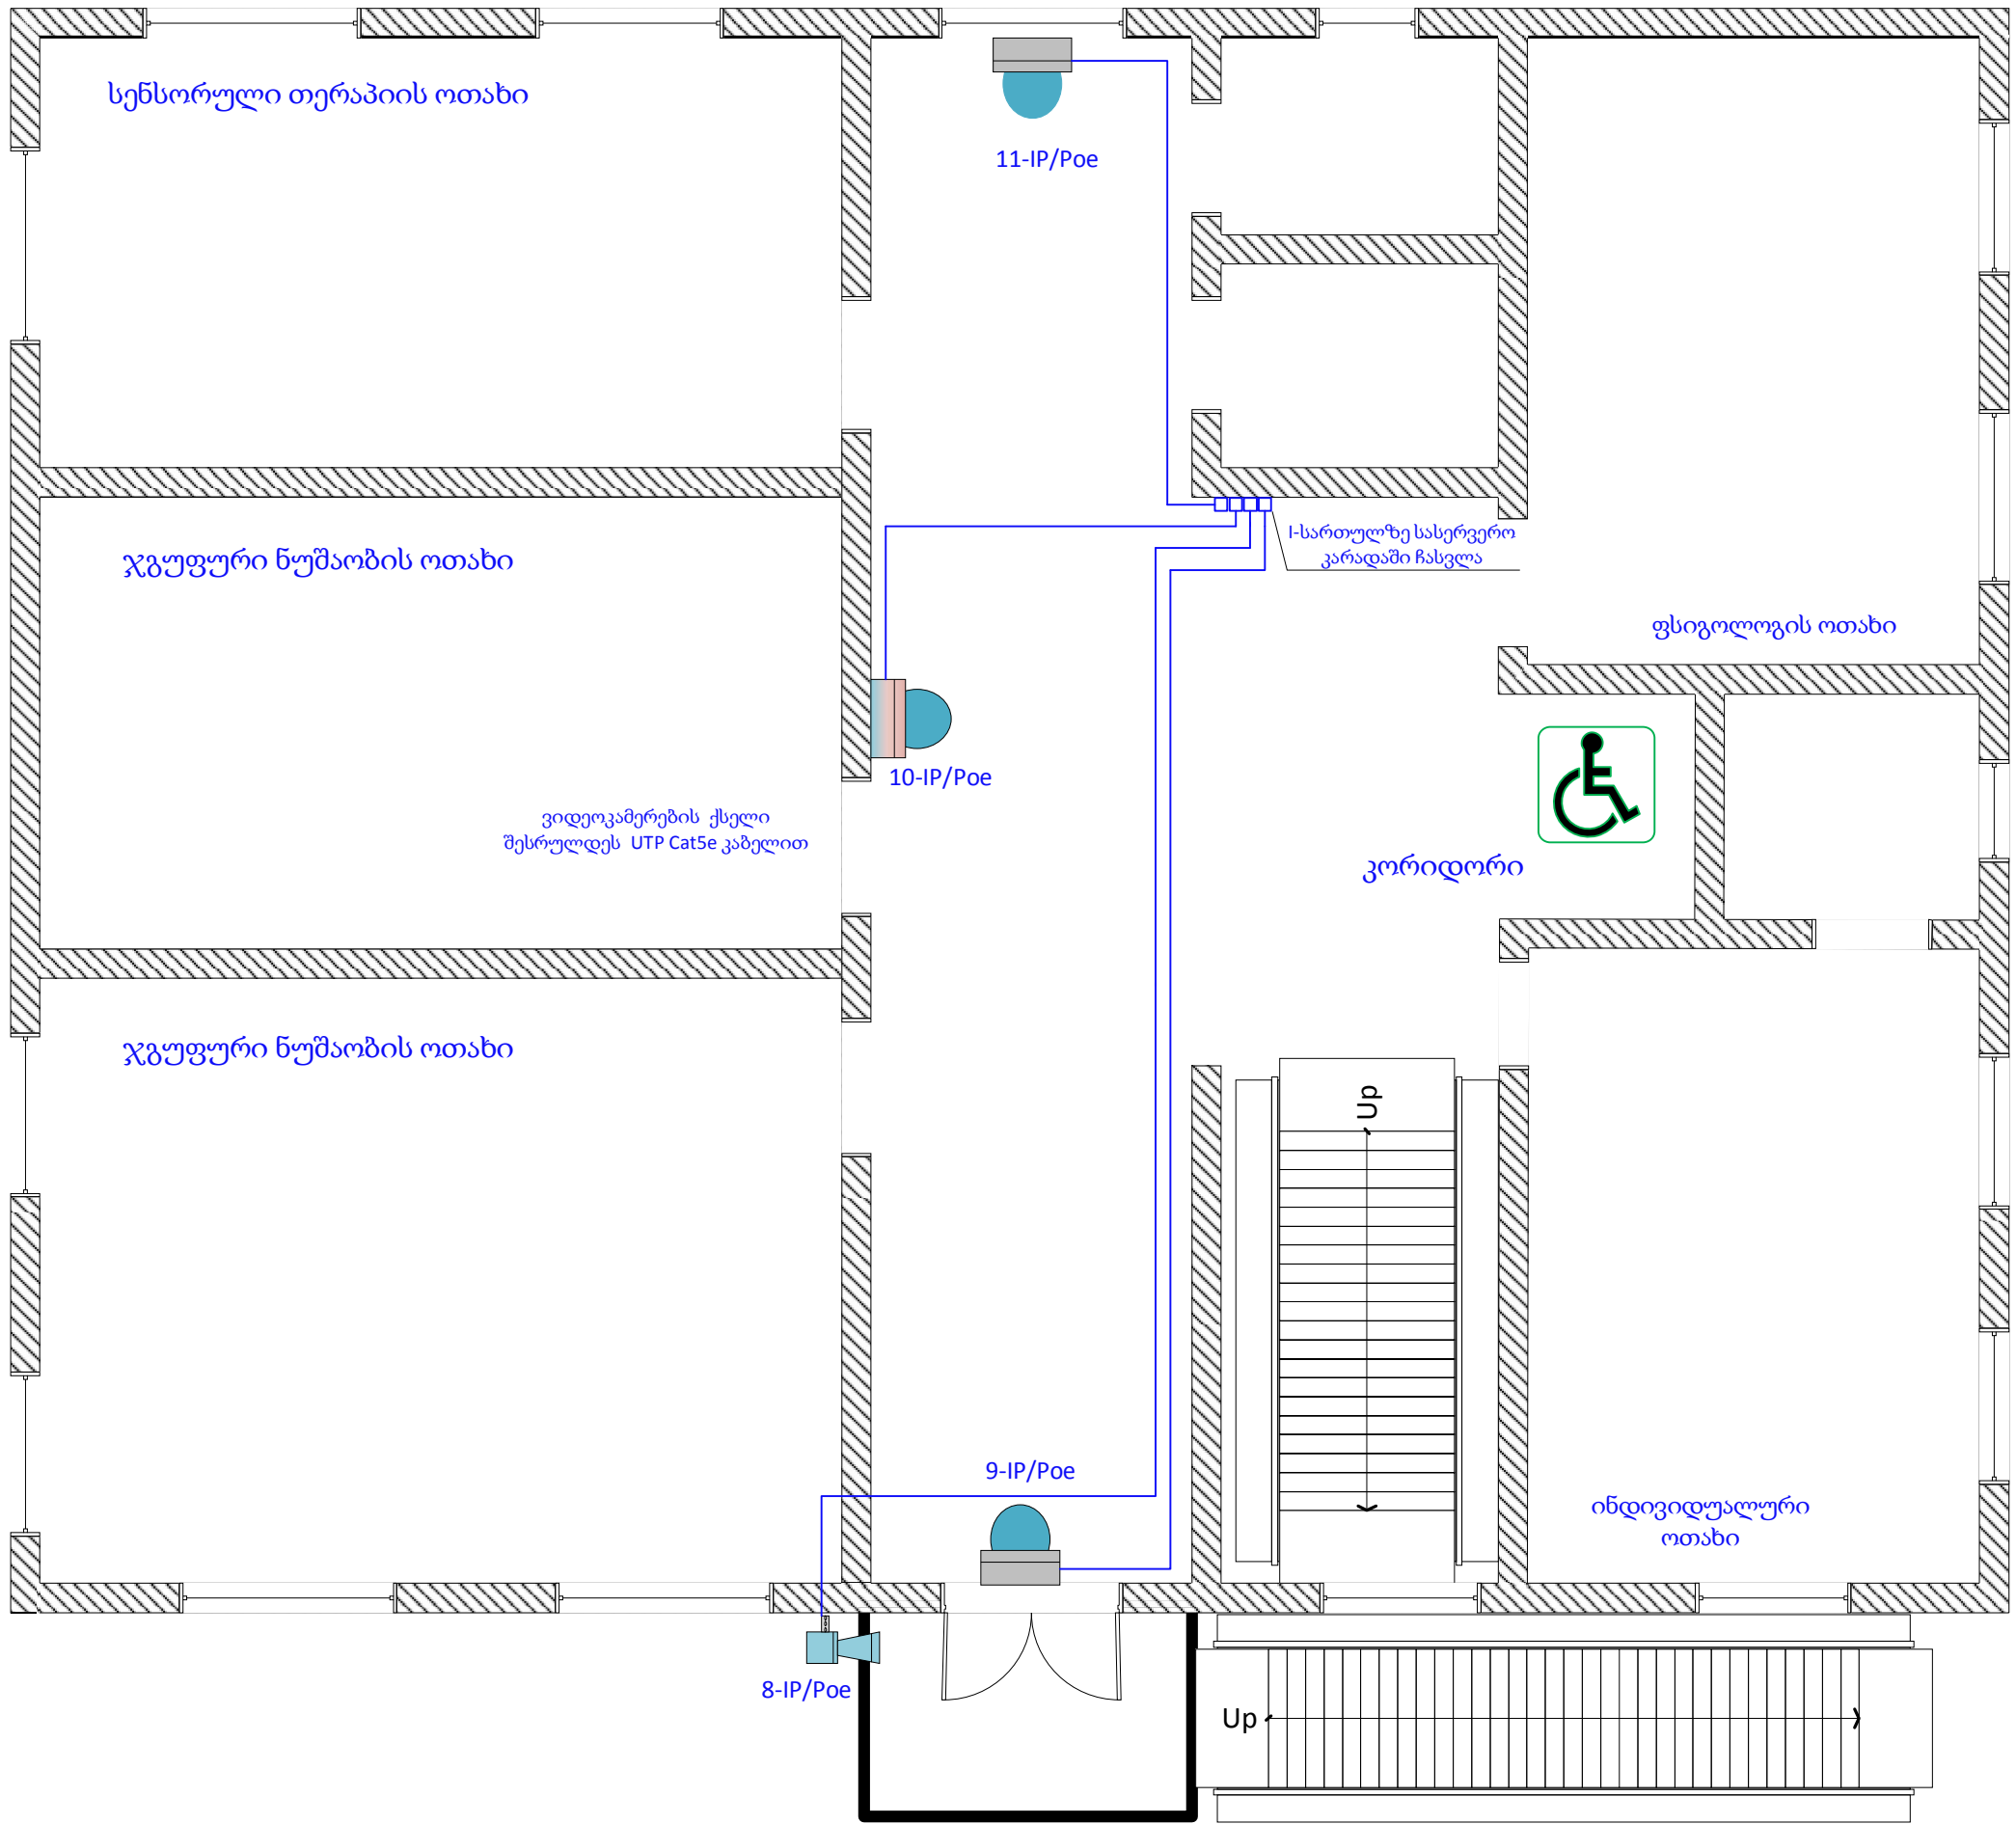 სენსორული თერაპიის ოთახი
11-IP/Poe
I-სართულზე სასერვერო
კარადაში ჩასვლა
ჯგუფური ნუშაობის ოთახი
ფსიგოლოგის ოთახი
10-IP/Poe
ვიდეოკამერების ქსელი
შესრულდეს UTP Cat5e კაბელით
კორიდორი
ჯგუფური ნუშაობის ოთახი
Up
9-IP/Poe
ინდივიდუალური
ოთახი
8-IP/Poe
Up